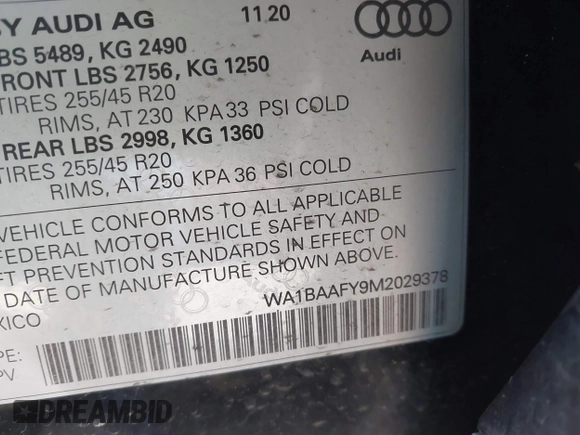 BY AUDI AG 11 20
LBS 5489, KG 2490
Audi
FRONT LBS 2756, KG 1250
TIRES 255/45 R20
RIMS, AT 230 KPA 33 PSI COLD
REAR LBS 2998, KG 1360
TIRES 255/45 R20
RIMS, AT 250 KPA 36 PSI COLD
VEHICLE CONFORMS TO ALL APPLICABLE
FEDERAL MOTOR VEHICLE SAFETY AND
FT PREVENTION STANDARDS IN EFFECT ON
DATE OF MANUFACTURE SHOWN ABOVE.
WA1BAAFY9M2029378
XICO
PE:
PV
DREAMBID